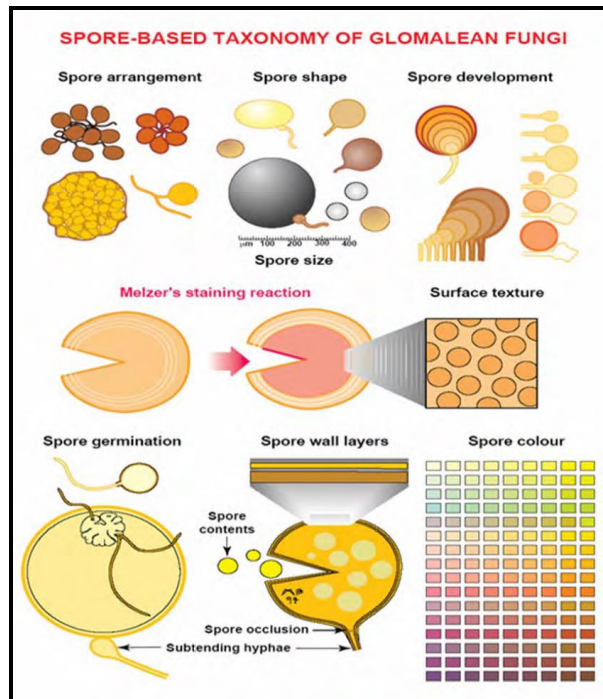 SPORE-BASED TAXONOMY OF GLOMALEAN FUNGI
Spore arrangement
Spore shape
Spore development
µm 100 200 300 400
Spore size
Melzer's staining reaction
Surface texture
Spore germination
Spore wall layers
Spore colour
Spore
contents
Spore occlusion
Subtending hyphae